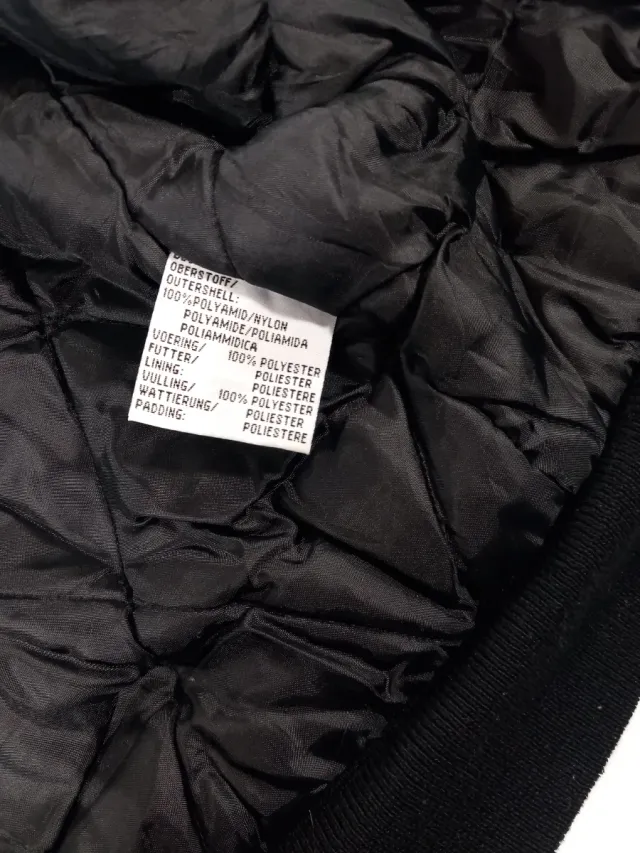 OBERSTOFF/
OUTERSHELL:
100%POLYAMID/NYLON
POLYAMIDE/POLIAMIDA
POLIAMMIDICA
VOERING/ 100% POLYESTER
FUTTER/ POLIESTER
LINING: POLIESTERE
VULLING/ 100% POLYESTER
WATTIERUNG/ POLIESTER
PADDING: POLIESTERE